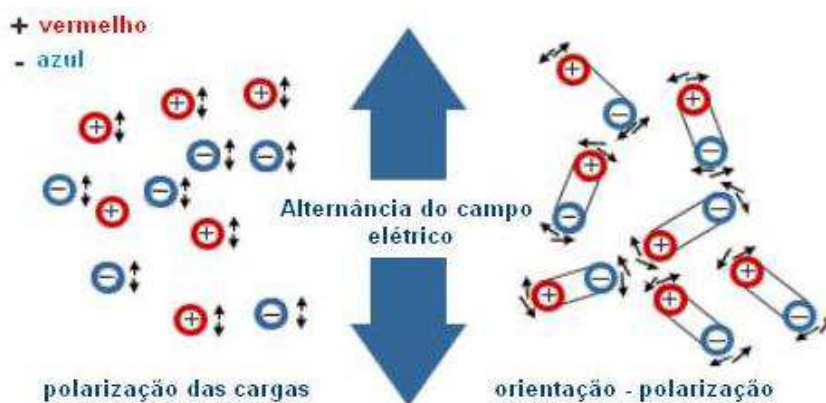 + vermelho
- azul
Alternância do campo
elétrico
polarização das cargas
orientação - polarização